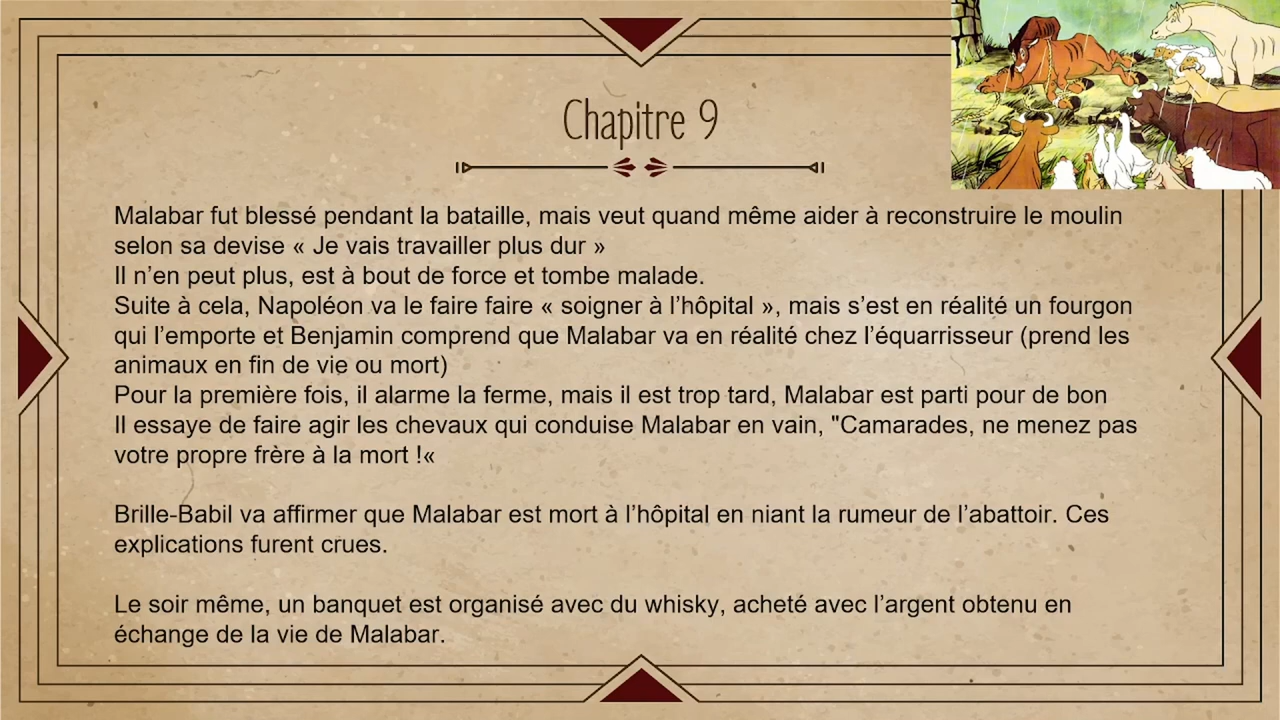 Chapitre 9
Malabar fut blessé pendant la bataille, mais veut quand même aider à reconstruire le moulin
selon sa devise « Je vais travailler plus dur »
Il n’en peut plus, est à bout de force et tombe malade.
Suite à cela, Napoléon va le faire faire « soigner à l’hôpital », mais s’est en réalité un fourgon
qui l’emporte et Benjamin comprend que Malabar va en réalité chez l’équarrisseur (prend les
animaux en fin de vie ou mort)
Pour la première fois, il alarme la ferme, mais il est trop tard, Malabar est parti pour de bon
Il essaye de faire agir les chevaux qui conduise Malabar en vain, "Camarades, ne menez pas
votre propre frère à la mort !«
Brille-Babil va affirmer que Malabar est mort à l’hôpital en niant la rumeur de l’abattoir. Ces
explications furent crues.
Le soir même, un banquet est organisé avec du whisky, acheté avec l’argent obtenu en
échange de la vie de Malabar.